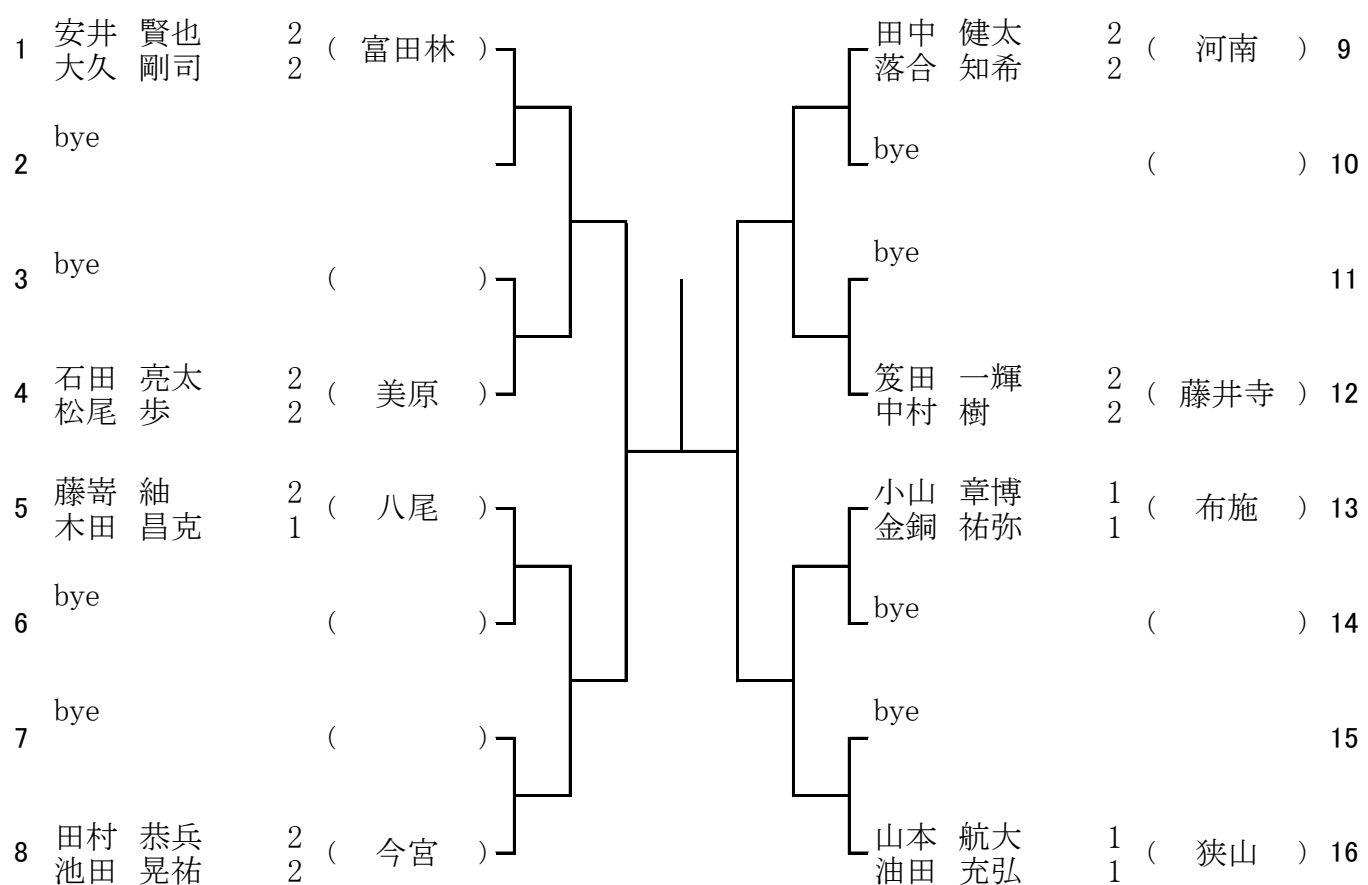 1 安井 賢也 2 ( 富田林 )
大久 剛司 2
2 bye
3 bye ( )
4 石田 亮太 2 ( 美原 )
松尾 歩 2
5 藤嵜 紬 2 ( 八尾 )
木田 昌克 1
6 bye ( )
7 bye ( )
8 田村 恭兵 2 ( 今宮 )
池田 晃祐 2
田中 健太 2 ( 河南 ) 9
落合 知希 2
bye ( ) 10
bye 11
笈田 一輝 2 ( 藤井寺 ) 12
中村 樹 2
小山 章博 1 ( 布施 ) 13
金銅 祐弥 1
bye ( ) 14
bye 15
山本 航大 1 ( 狭山 ) 16
油田 充弘 1